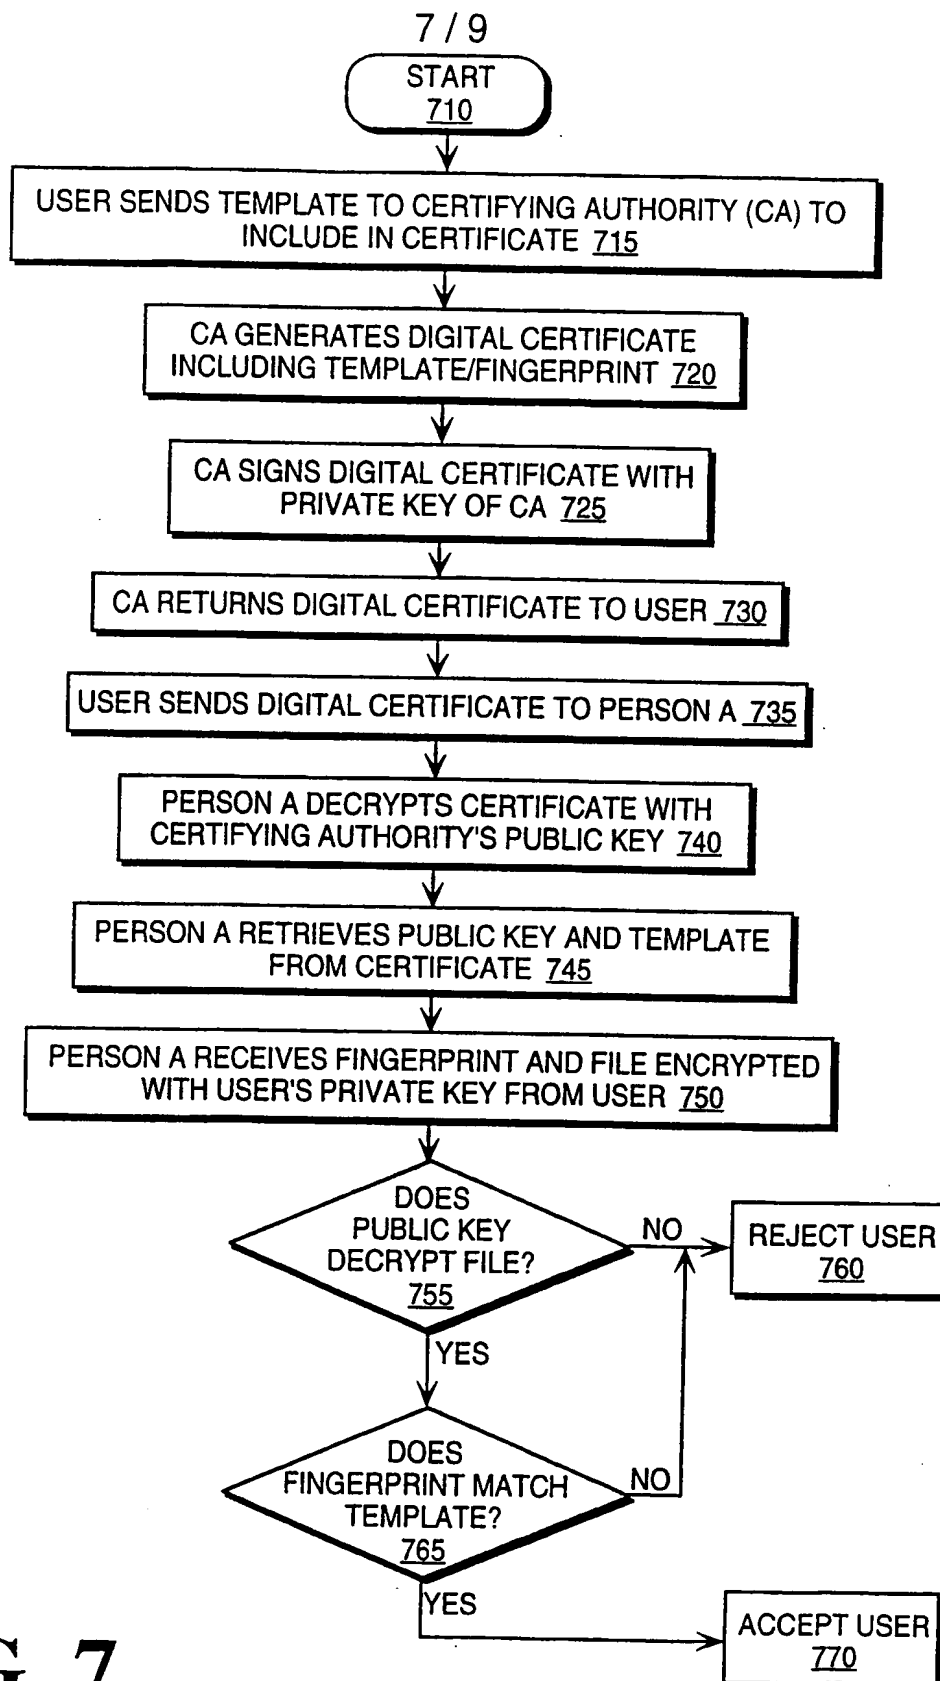 7 / 9
START
710
USER SENDS TEMPLATE TO CERTIFYING AUTHORITY (CA) TO
INCLUDE IN CERTIFICATE 715
CA GENERATES DIGITAL CERTIFICATE
INCLUDING TEMPLATE/FINGERPRINT 720
CA SIGNS DIGITAL CERTIFICATE WITH
PRIVATE KEY OF CA 725
CA RETURNS DIGITAL CERTIFICATE TO USER 730
USER SENDS DIGITAL CERTIFICATE TO PERSON A 735
PERSON A DECRYPTS CERTIFICATE WITH
CERTIFYING AUTHORITY'S PUBLIC KEY 740
PERSON A RETRIEVES PUBLIC KEY AND TEMPLATE
FROM CERTIFICATE 745
PERSON A RECEIVES FINGERPRINT AND FILE ENCRYPTED
WITH USER'S PRIVATE KEY FROM USER 750
DOES
PUBLIC KEY
DECRYPT FILE?
755
NO
REJECT USER
760
YES
DOES
FINGERPRINT MATCH
TEMPLATE?
765
NO
YES
ACCEPT USER
770
G 7